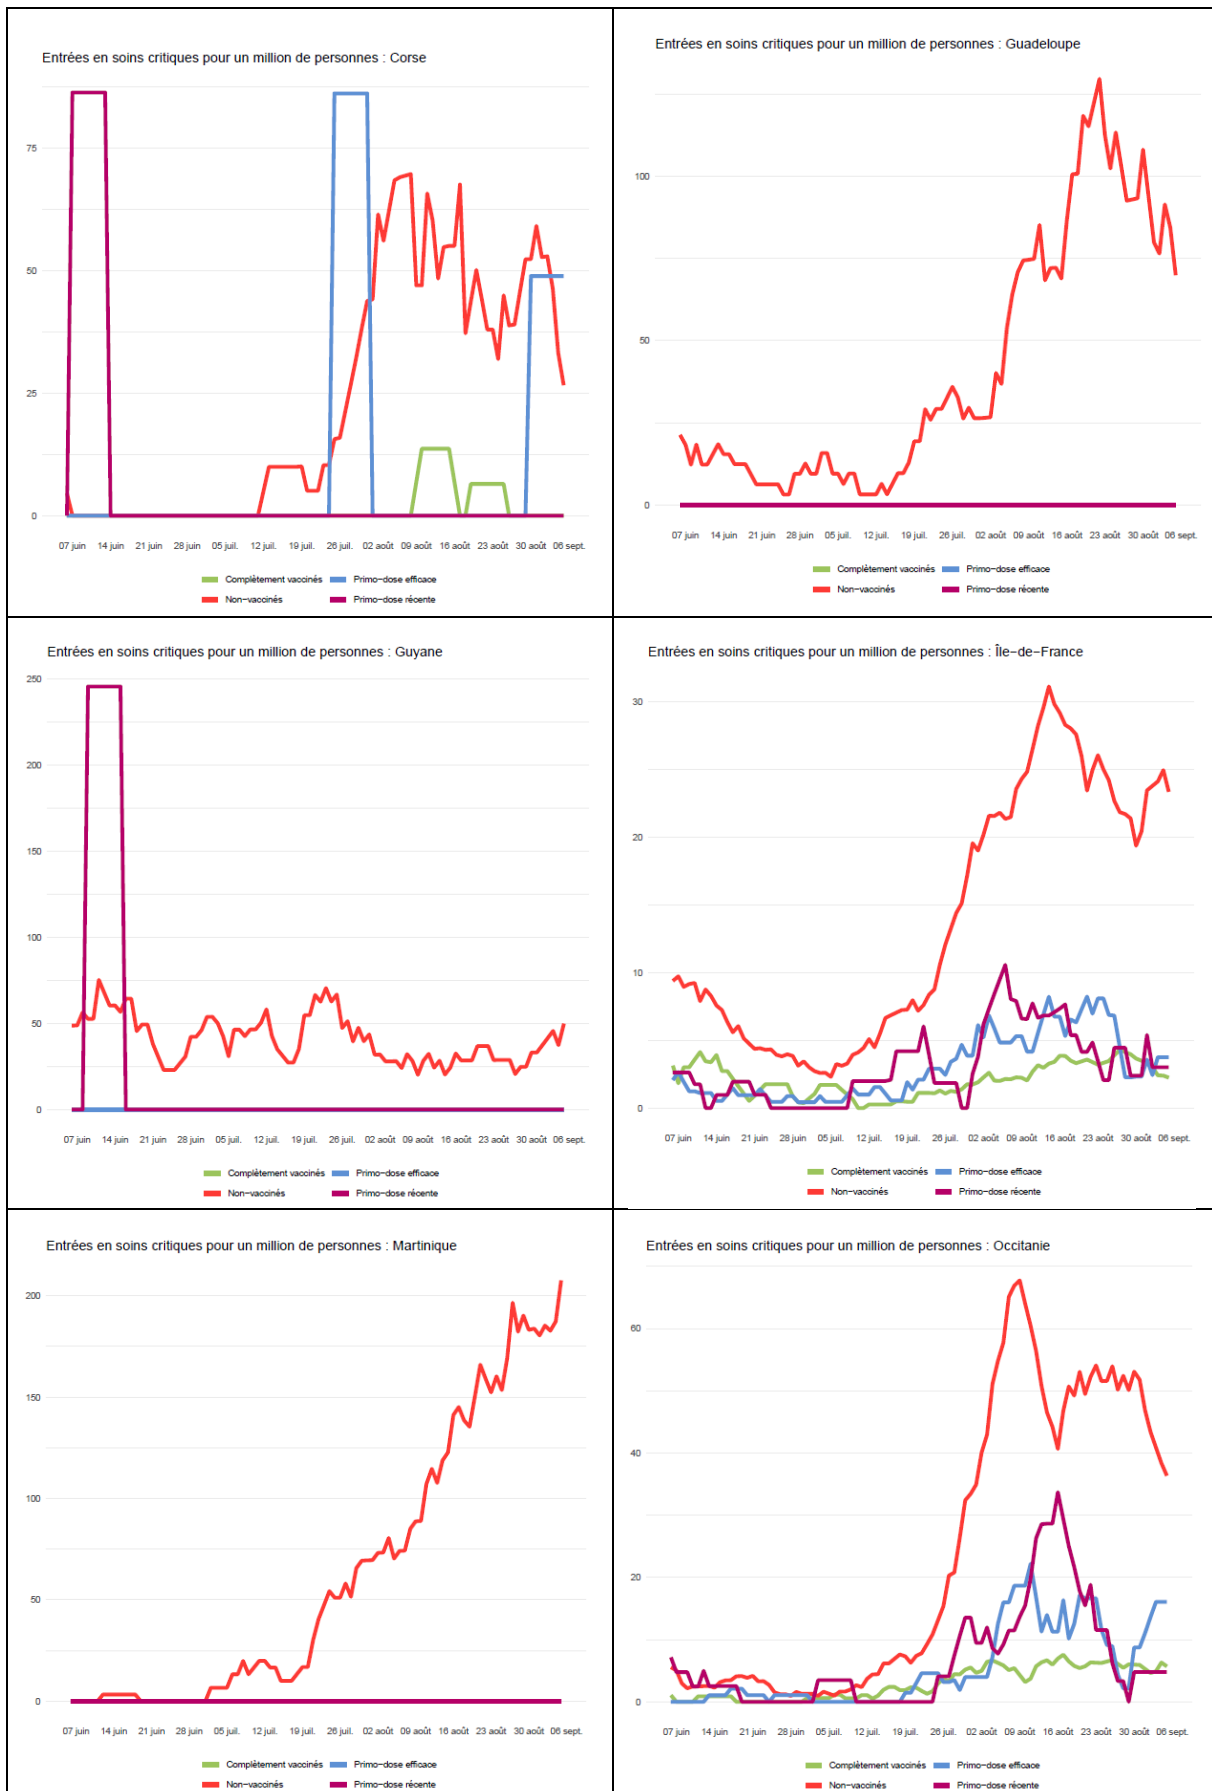 Entrées en soins critiques pour un million de personnes : Corse
75
50
25
0
07 juin 14 juin 21 juin 28 juin 05 juil. 12 juil. 19 juil. 26 juil. 02 août 09 août 16 août 23 août 30 août 06 sept.
Complètement vaccinés Primo-dose efficace
Non-vaccinés Primo-dose récente
Entrées en soins critiques pour un million de personnes : Guadeloupe
100
50
0
07 juin 14 juin 21 juin 28 juin 05 juil. 12 juil. 19 juil. 26 juil. 02 août 09 août 16 août 23 août 30 août 06 sept.
Complètement vaccinés Primo-dose efficace
Non-vaccinés Primo-dose récente
Entrées en soins critiques pour un million de personnes : Guyane
250
200
150
100
50
0
07 juin 14 juin 21 juin 28 juin 05 juil. 12 juil. 19 juil. 26 juil. 02 août 09 août 16 août 23 août 30 août 06 sept.
Complètement vaccinés Primo-dose efficace
Non-vaccinés Primo-dose récente
Entrées en soins critiques pour un million de personnes : Île-de-France
30
20
10
0
07 juin 14 juin 21 juin 28 juin 05 juil. 12 juil. 19 juil. 26 juil. 02 août 09 août 16 août 23 août 30 août 06 sept.
Complètement vaccinés Primo-dose efficace
Non-vaccinés Primo-dose récente
Entrées en soins critiques pour un million de personnes : Martinique
200
150
100
50
0
07 juin 14 juin 21 juin 28 juin 05 juil. 12 juil. 19 juil. 26 juil. 02 août 09 août 16 août 23 août 30 août 06 sept.
Complètement vaccinés Primo-dose efficace
Non-vaccinés Primo-dose récente
Entrées en soins critiques pour un million de personnes : Occitanie
60
40
20
0
07 juin 14 juin 21 juin 28 juin 05 juil. 12 juil. 19 juil. 26 juil. 02 août 09 août 16 août 23 août 30 août 06 sept.
Complètement vaccinés Primo-dose efficace
Non-vaccinés Primo-dose récente